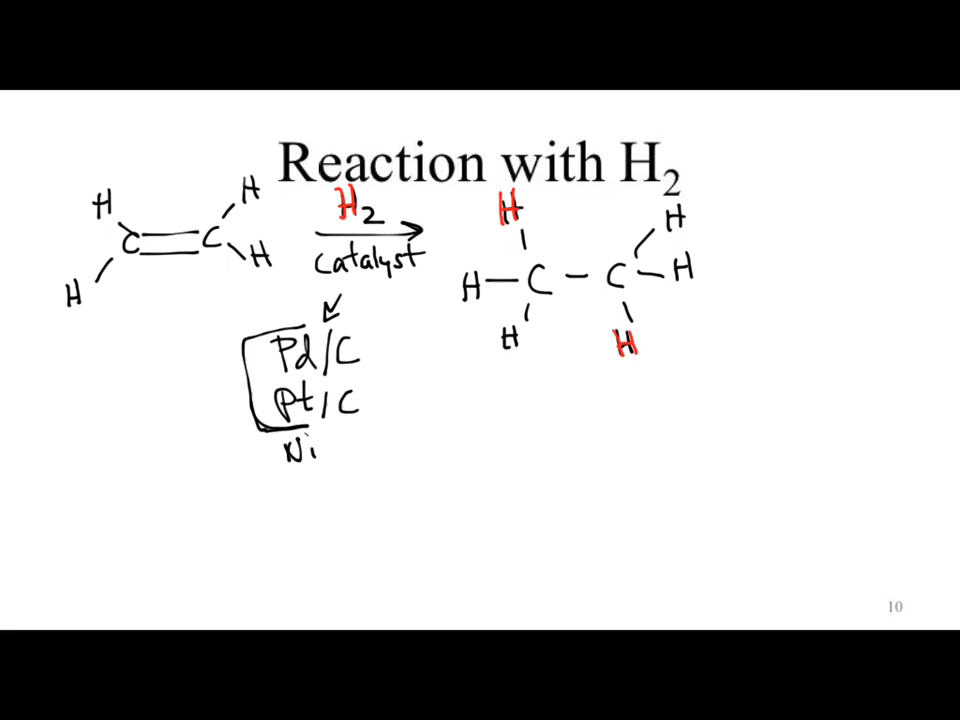 Reaction with H₂
H H
C = C
H H
H₂
catalyst
Pd/C
Pt/C
Ni
H H
H – C – C – H
H H
10